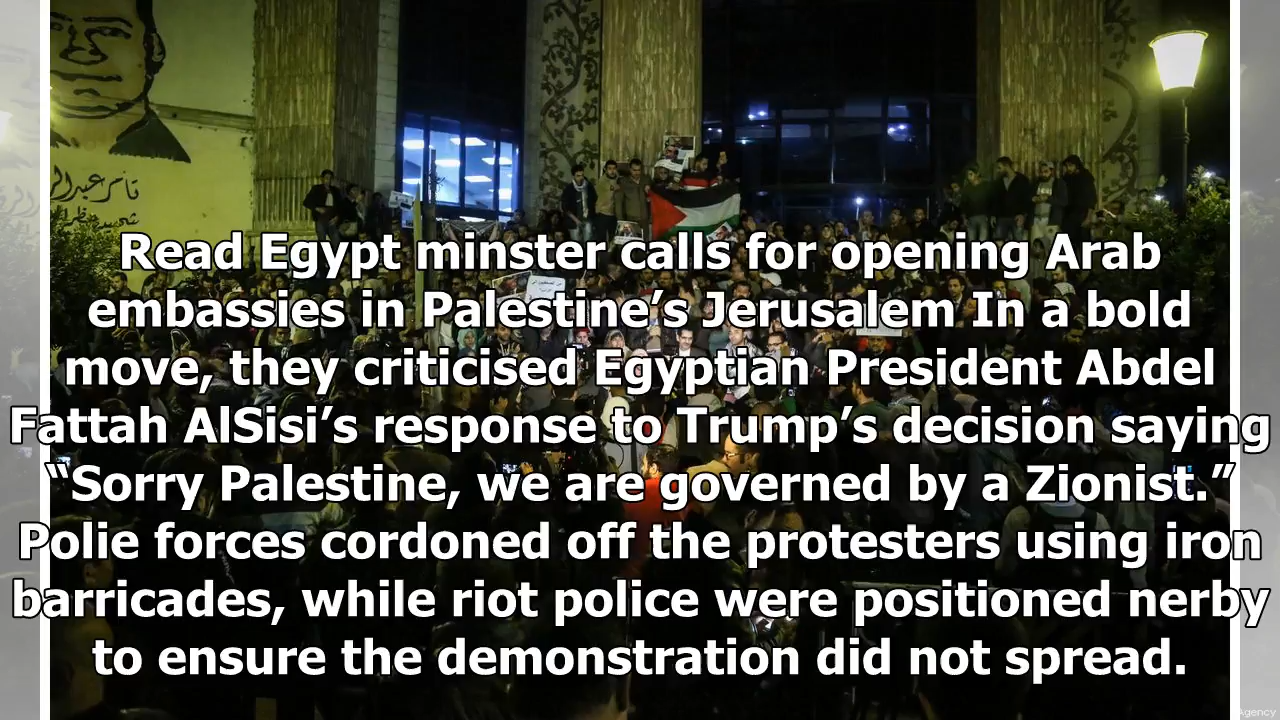 Read Egypt minster calls for opening Arab
embassies in Palestine’s Jerusalem In a bold
move, they criticised Egyptian President Abdel
Fattah AlSisi’s response to Trump’s decision saying
“Sorry Palestine, we are governed by a Zionist.”
Polie forces cordoned off the protesters using iron
barricades, while riot police were positioned nerby
to ensure the demonstration did not spread.
Agency